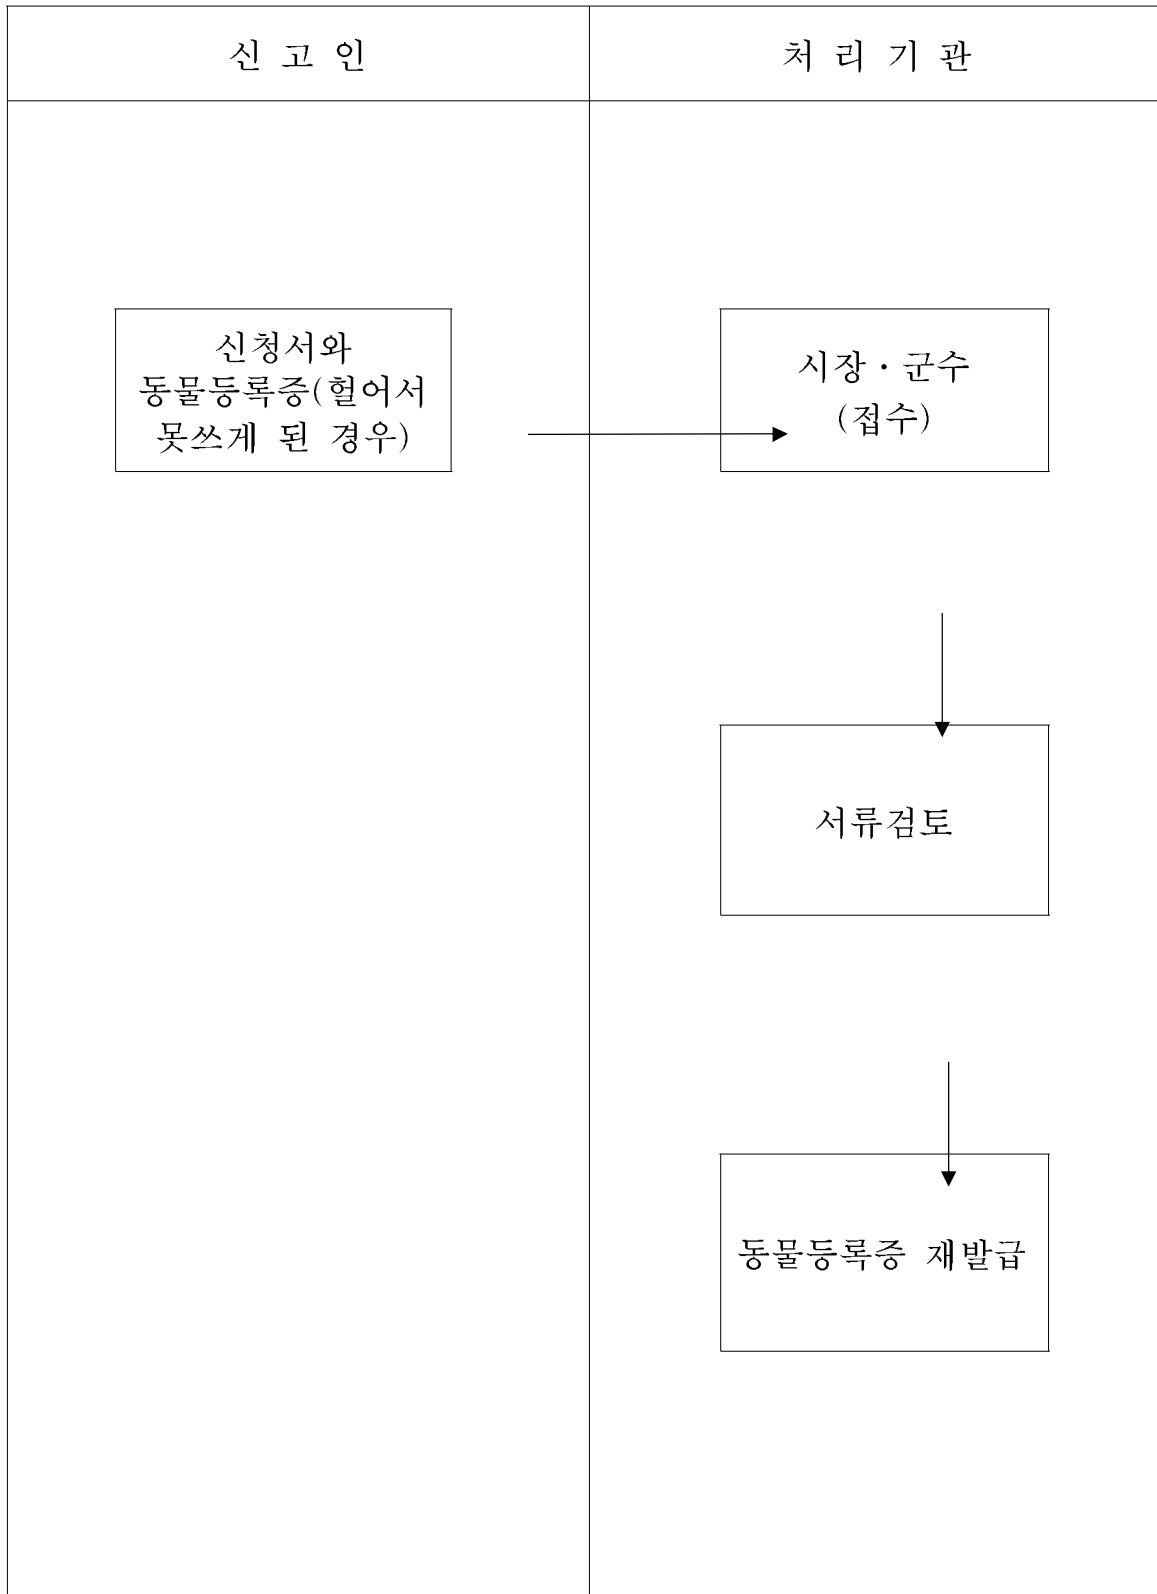 신 고 인
처 리 기 관
신청서와
동물등록증(헐어서
못쓰게 된 경우)
시장·군수
(접수)
서류검토
동물등록증 재발급